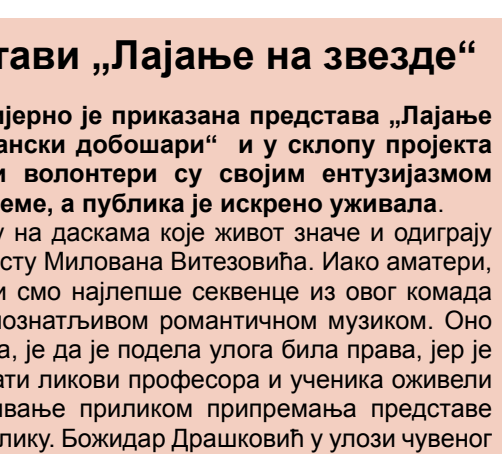 тави „Лајање на звезде“
ијерно је приказана представа „Лајање
ански добошари“ и у склопу пројекта
и волонтери су својим ентузијазмом
еме, а публика је искрено уживала.
у на даскама које живот значе и одиграју
сту Милована Витезовића. Иако аматери,
и смо најлепше секвенце из овог комада
познатљивом романтичном музиком. Оно
а, је да је подела улога била права, јер је
ати ликови професора и ученика оживели
ивање приликом припремања представе
лику. Божидар Драшковић у улози чувеног